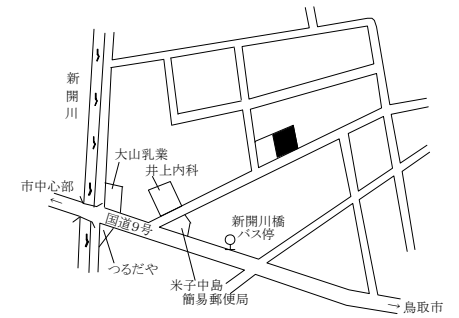 新開川
大山乳業
井上内科
市中心部
←
国道9号
新開川橋
バス停
つるだや
米子中島
簡易郵便局
→鳥取市